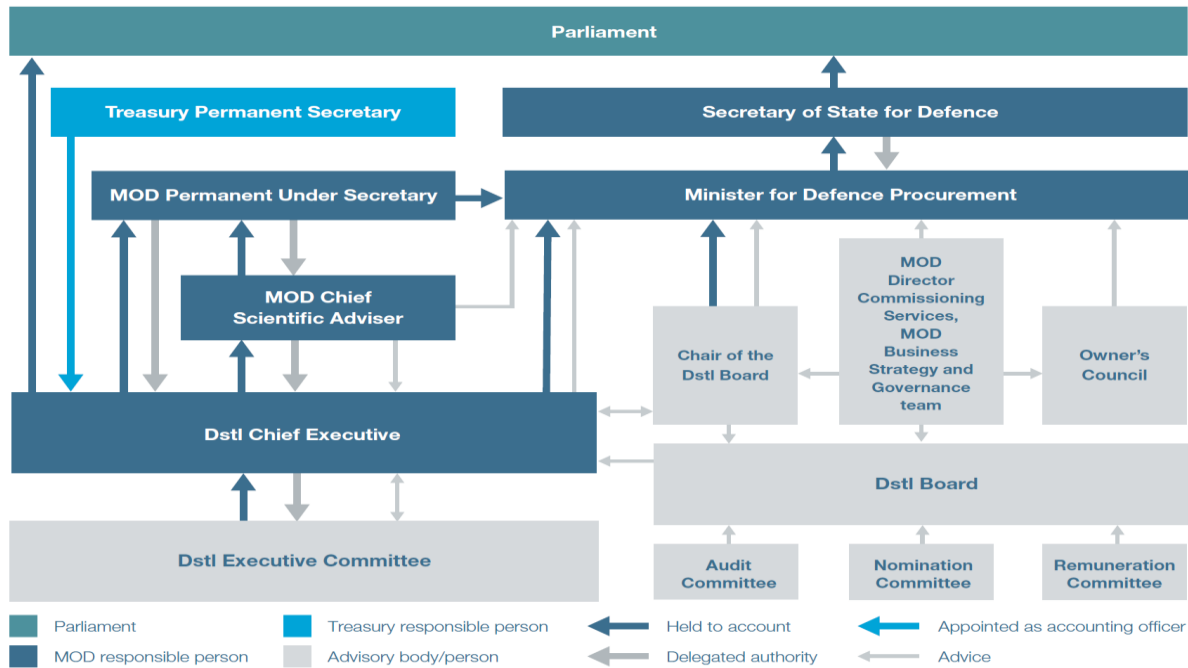 Parliament
Treasury Permanent Secretary
Secretary of State for Defence
MOD Permanent Under Secretary
Minister for Defence Procurement
MOD Chief
Scientific Adviser
MOD
Director
Commissioning
Services,
MOD
Business
Strategy and
Governance
team
Chair of the
Dstl Board
Owner's
Council
Dstl Chief Executive
Dstl Board
Dstl Executive Committee
Audit
Committee
Nomination
Committee
Remuneration
Committee
Parliament
Treasury responsible person
Held to account
Appointed as accounting officer
MOD responsible person
Advisory body/person
Delegated authority
Advice